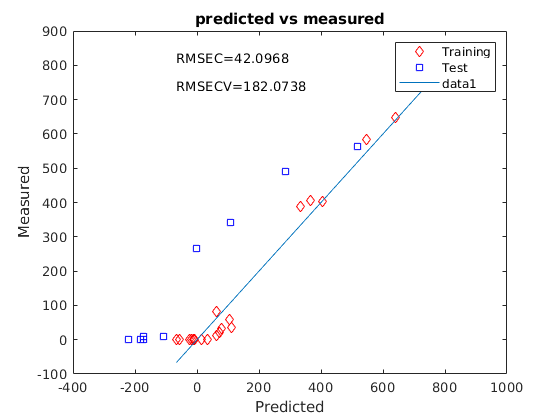 predicted vs measured
900
800
700
600
500
400
300
200
100
0
-100
Measured
RMSEC=42.0968
RMSECV=182.0738
Training
Test
data1
-400
-200
0
200
400
600
800
1000
Predicted